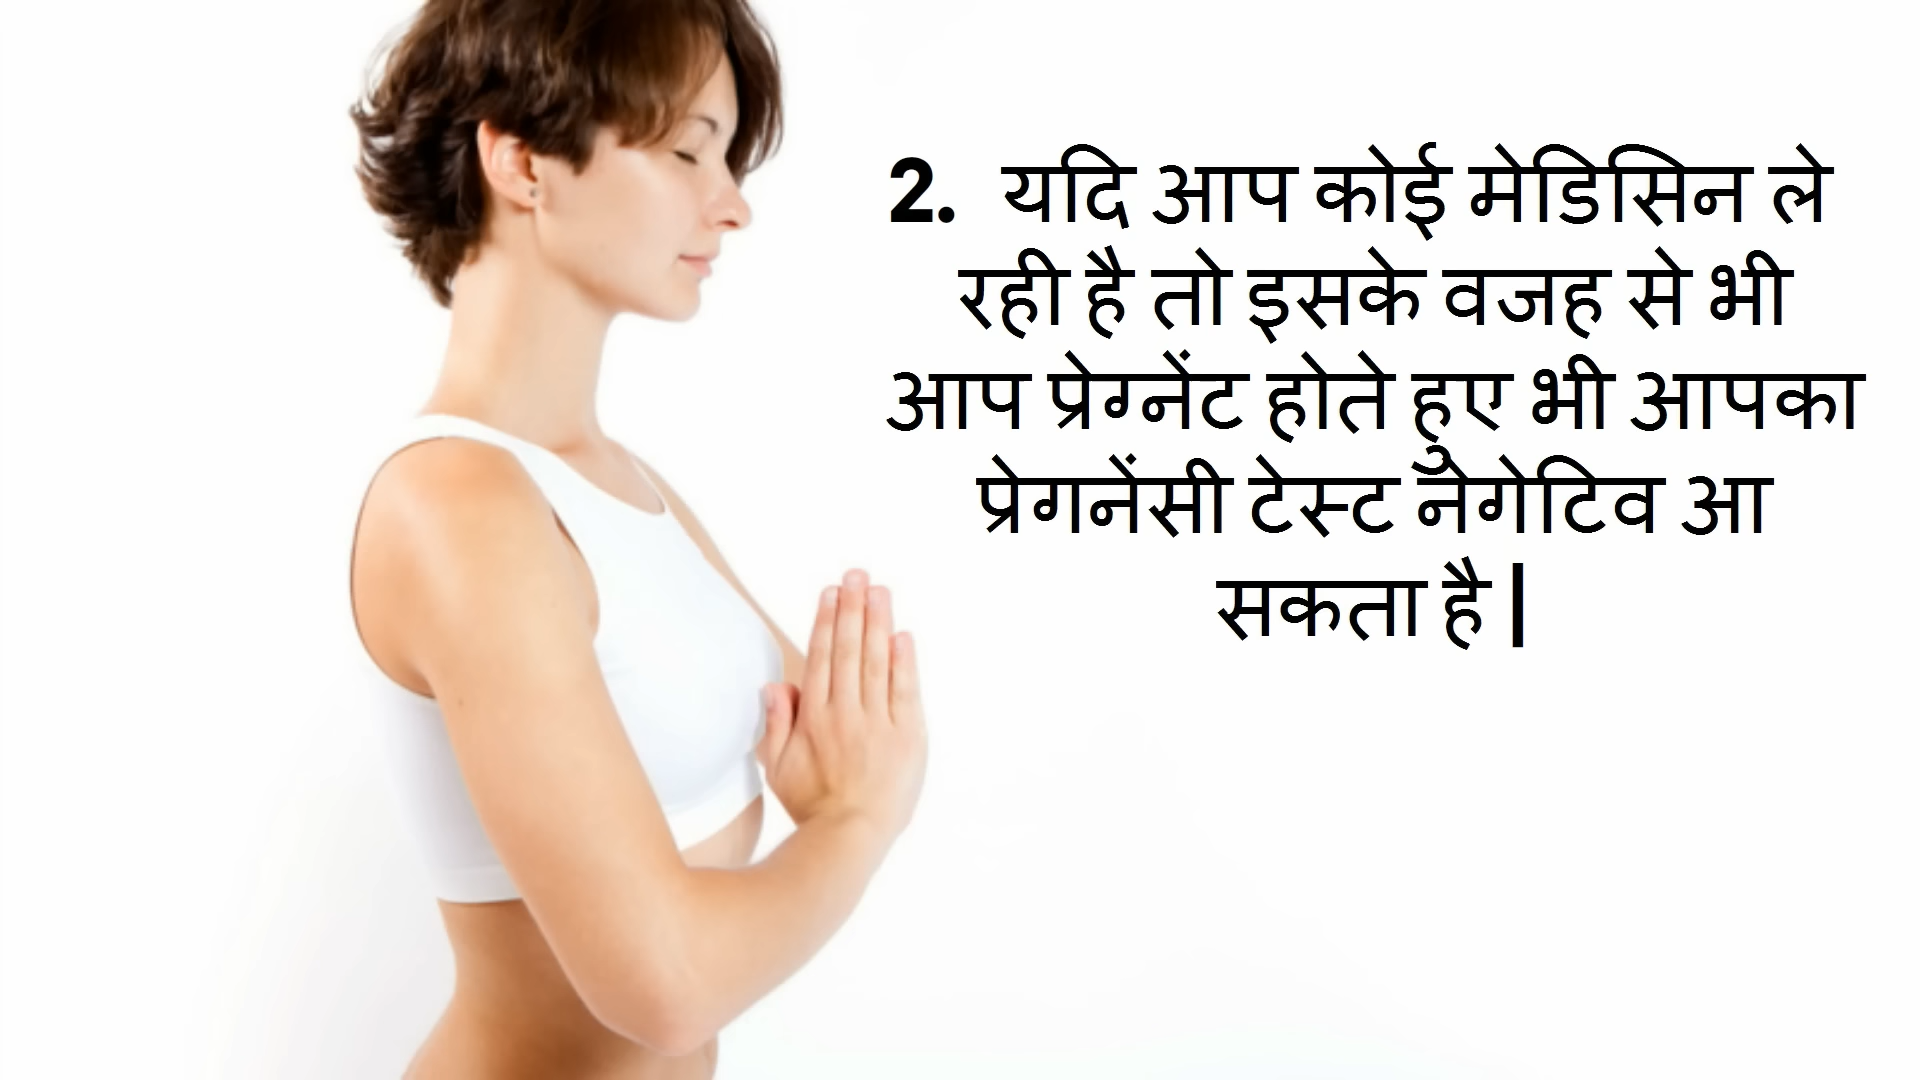 2. यदि आप कोई मेडिसिन ले
रही है तो इसके वजह से भी
आप प्रेग्नेंट होते हुए भी आपका
प्रेगनेंसी टेस्ट नेगेटिव आ
सकता है |